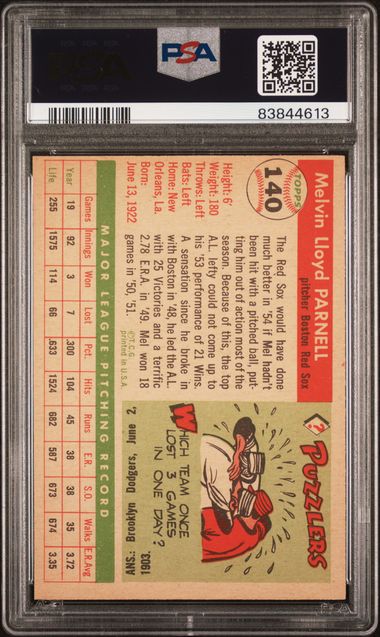 PSA
PSA
83844613
TOPPS
140
Melvin Lloyd PARNELL
pitcher Boston Red Sox
Height: 6'
Weight: 180
Throws: Left
Bats: Left
Home: New
Orleans, La.
Born:
June 13, 1922
The Red Sox would have done
much better in '54 if Mel hadn't
been hit with a pitched ball, put-
ting him out of action most of the
season. Because of this, the top
A.L. lefty could not come up to
his '53 performance of 21 Wins.
A sensation since he broke in
with Boston in '48, he led the A.L.
with 25 Victories and a terrific
2.78 E.R.A. in '49. Mel won 18
games in '50, '51.
©T.C.G.
printed in U.S.A.
? PUZZLERS
WHICH TEAM ONCE
LOST 3 GAMES
IN ONE DAY?
ANS.: Brooklyn Dodgers, June 2,
1903.
MAJOR LEAGUE PITCHING RECORD
Games Innings Won Lost Pct. Hits Runs E.R. S.O. Walks E.R.Avg
Year 19 92 3 7 .300 104 45 38 38 35 3.72
Life 255 1575 114 66 .633 1524 682 587 673 674 3.35